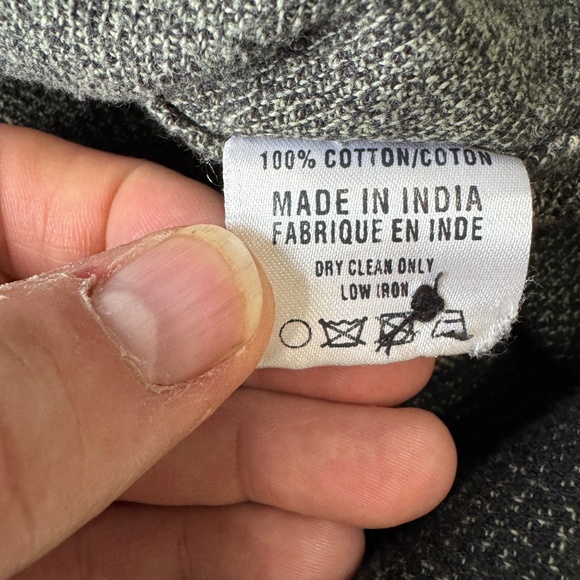 100% COTTON/COTON
MADE IN INDIA
FABRIQUE EN INDE
DRY CLEAN ONLY
LOW IRON